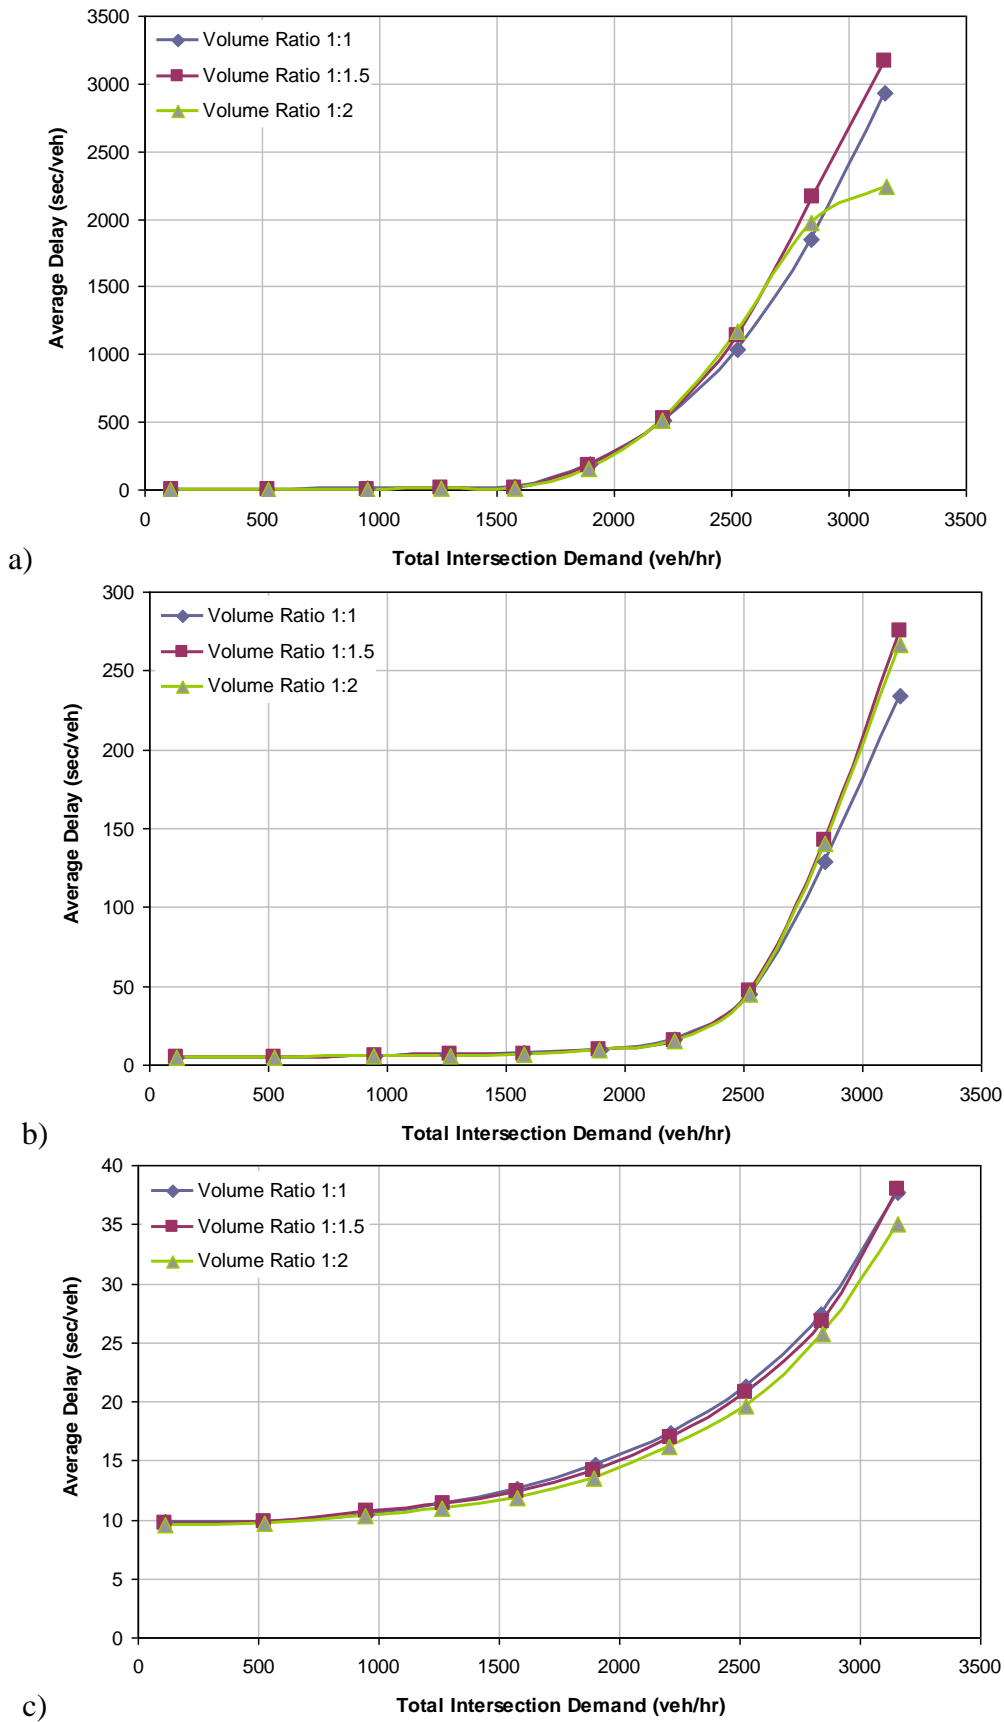 3500
3000
2500
2000
1500
1000
500
0
Average Delay (sec/veh)
Volume Ratio 1:1
Volume Ratio 1:1.5
Volume Ratio 1:2
0 500 1000 1500 2000 2500 3000 3500
Total Intersection Demand (veh/hr)
a)
300
250
200
150
100
50
0
Average Delay (sec/veh)
Volume Ratio 1:1
Volume Ratio 1:1.5
Volume Ratio 1:2
0 500 1000 1500 2000 2500 3000 3500
Total Intersection Demand (veh/hr)
b)
40
35
30
25
20
15
10
5
0
Average Delay (sec/veh)
Volume Ratio 1:1
Volume Ratio 1:1.5
Volume Ratio 1:2
0 500 1000 1500 2000 2500 3000 3500
Total Intersection Demand (veh/hr)
c)